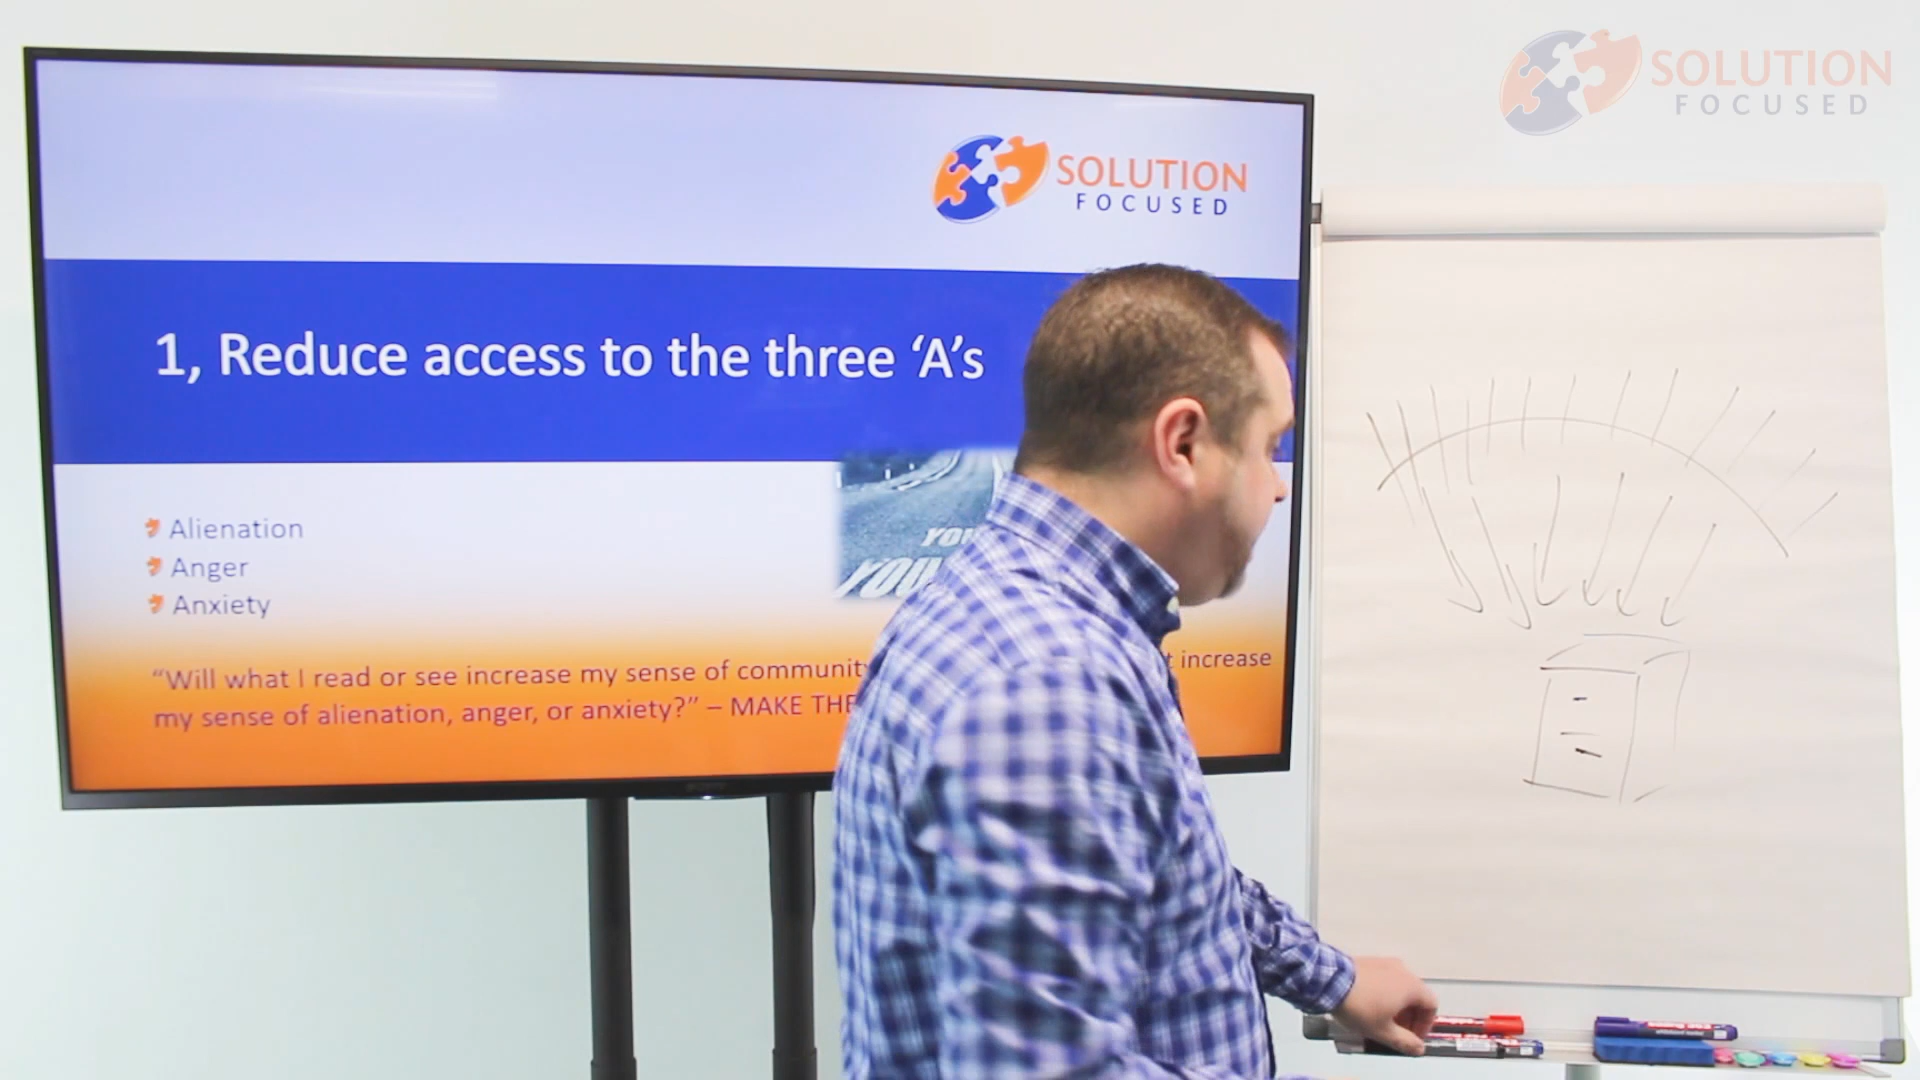 SOLUTION
FOCUSED
SOLUTION
FOCUSED
1, Reduce access to the three ‘A’s
Alienation
Anger
Anxiety
YOU
“Will what I read or see increase my sense of community increase
my sense of alienation, anger, or anxiety?” – MAKE THE